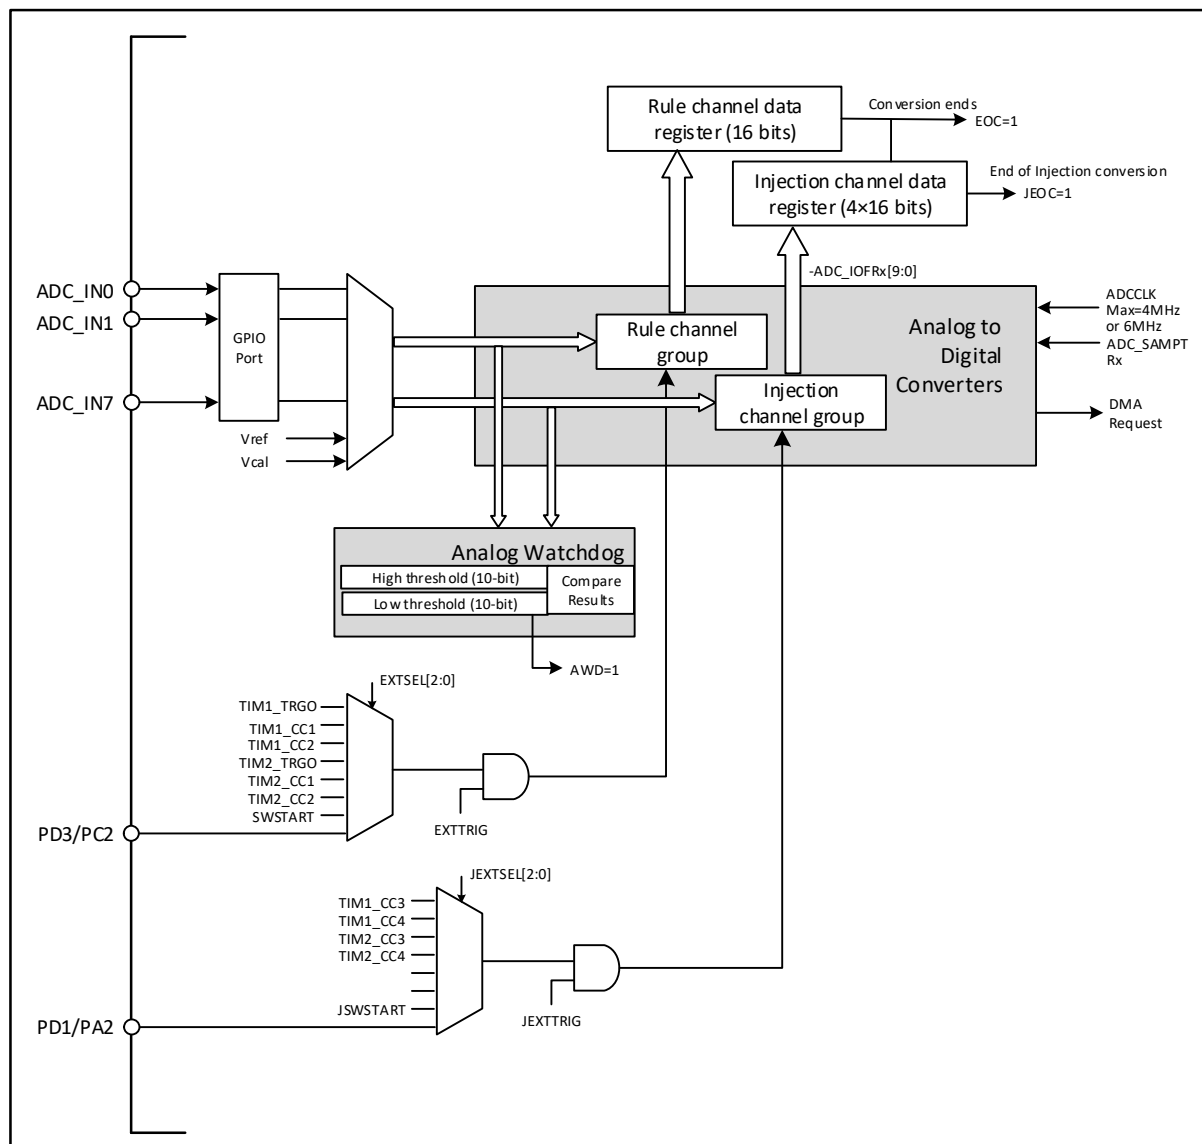 Rule channel data
register (16 bits)
Conversion ends
EOC=1
Injection channel data
register (4×16 bits)
End of Injection conversion
JEOC=1
-ADC_IOFRx[9:0]
ADC_IN0
ADC_IN1
ADC_IN7
GPIO
Port
Vref
Vcal
Rule channel
group
Injection
channel group
Analog to
Digital
Converters
ADCCLK
Max=4MHz
or 6MHz
ADC_SAMPT
Rx
DMA
Request
Analog Watchdog
High threshold (10-bit)
Low threshold (10-bit)
Compare
Results
AWD=1
EXTSEL[2:0]
TIM1_TRGO
TIM1_CC1
TIM1_CC2
TIM2_TRGO
TIM2_CC1
TIM2_CC2
SWSTART
PD3/PC2
EXTTRIG
JEXTSEL[2:0]
TIM1_CC3
TIM1_CC4
TIM2_CC3
TIM2_CC4
JSWSTART
PD1/PA2
JEXTTRIG